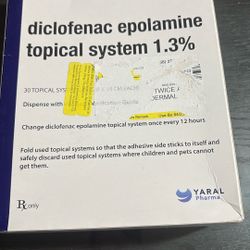 diclofenac epolamine
topical system 1.3%
30 TOPICAL SYS
TWICE A
Dispense with
DERMAL
Change diclofenac epolamine topical system once every 12 hours
Fold used topical systems so that the adhesive side sticks to itself and
safely discard used topical systems where children and pets cannot
get them.
Rx only
YARAL
Pharma